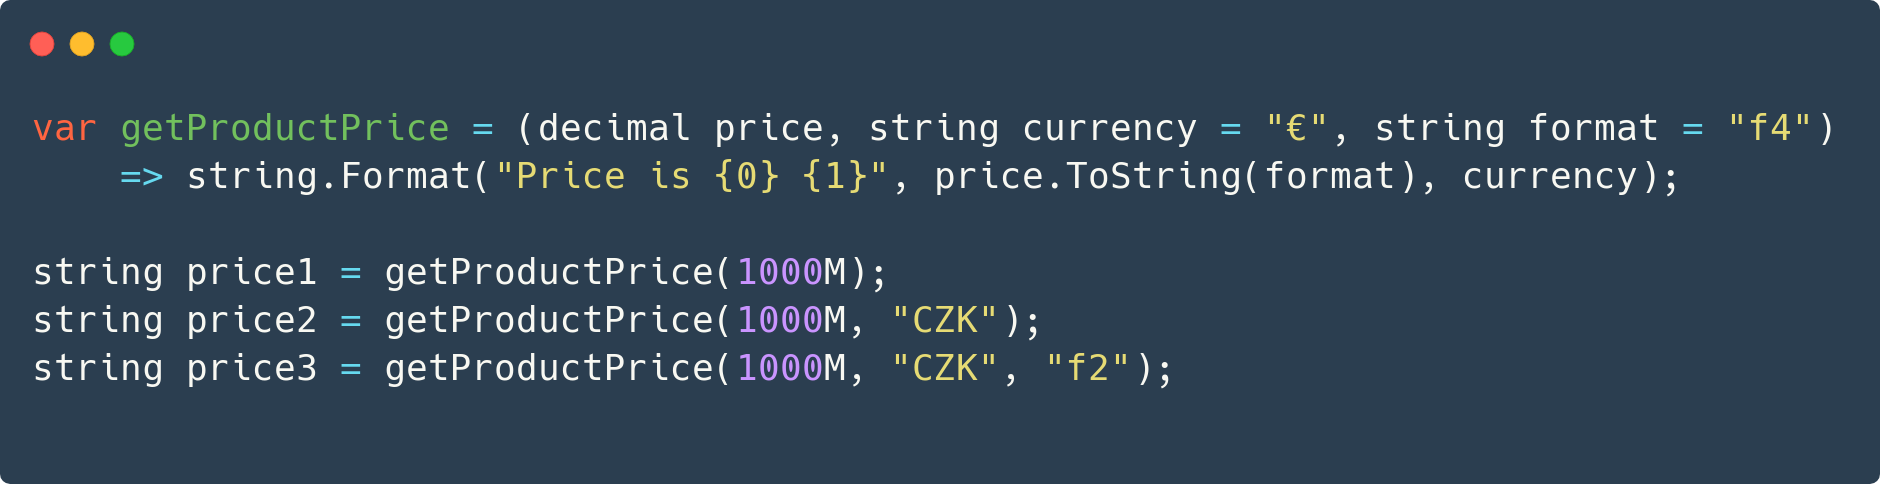 var getProductPrice = (decimal price, string currency = "€", string format = "f4")
    => string.Format("Price is {0} {1}", price.ToString(format), currency);

string price1 = getProductPrice(1000M);
string price2 = getProductPrice(1000M, "CZK");
string price3 = getProductPrice(1000M, "CZK", "f2");